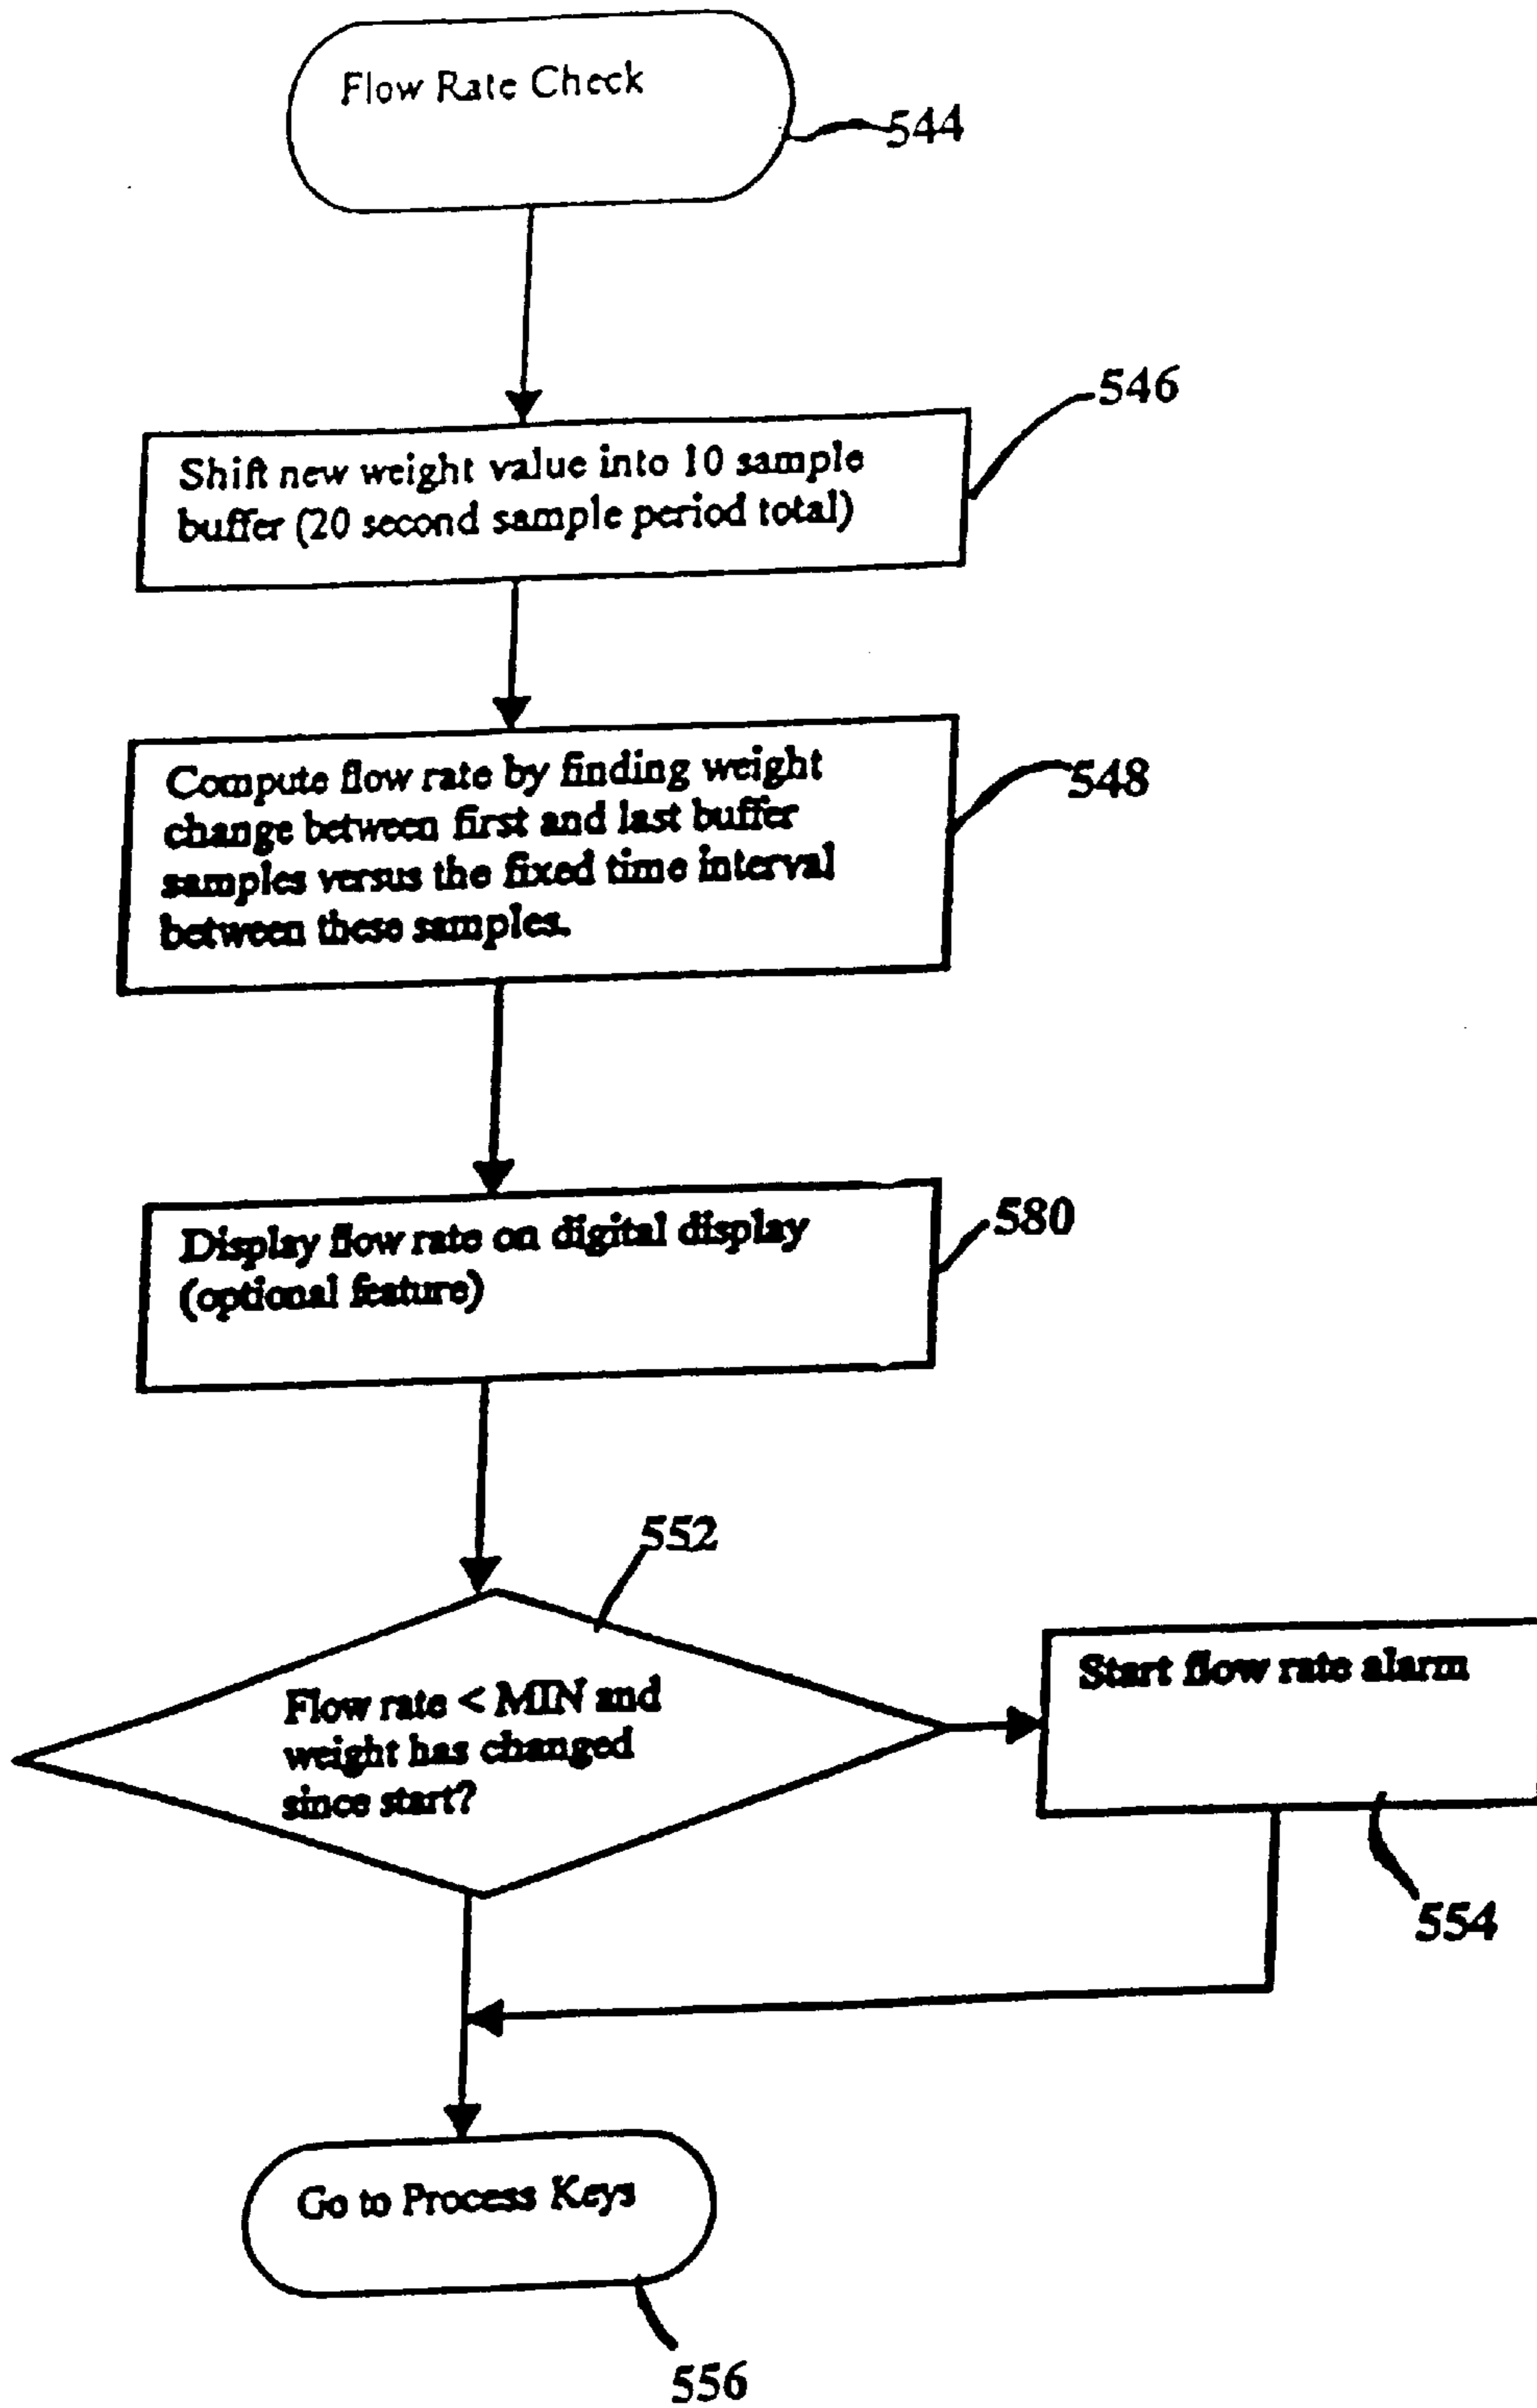 Flow Rate Check
544
546
Shift new weight value into 10 sample
buffer (20 second sample period total)
548
Compute flow rate by finding weight
change between first and last buffer
samples versus the fixed time interval
between these samples.
580
Display flow rate on digital display
(optional feature)
552
Flow rate < MIN and
weight has changed
since start?
Start flow rate alarm
554
Go to Process Keys
556